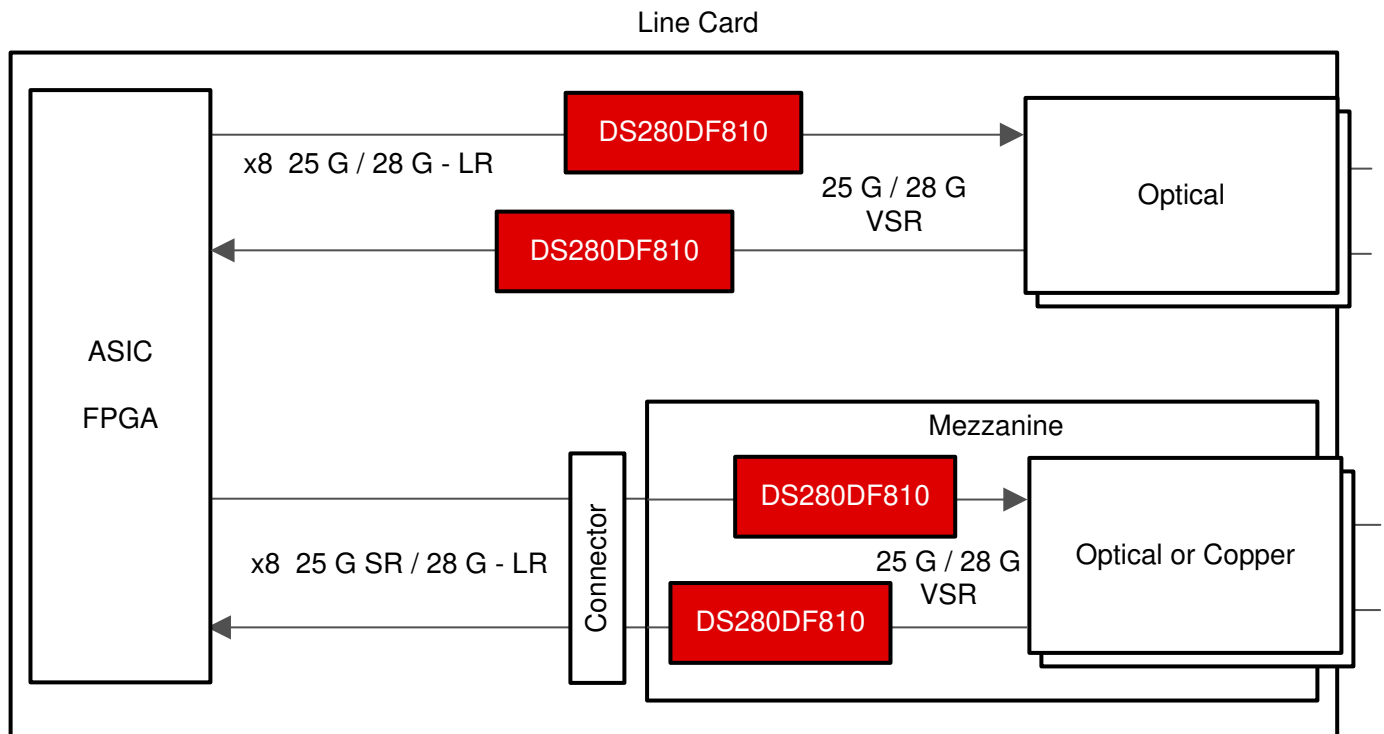 Line Card
DS280DF810
x8 25 G / 28 G - LR
25 G / 28 G
VSR
Optical
DS280DF810
ASIC
FPGA
Mezzanine
DS280DF810
Connector
x8 25 G SR / 28 G - LR
25 G / 28 G
VSR
Optical or Copper
DS280DF810